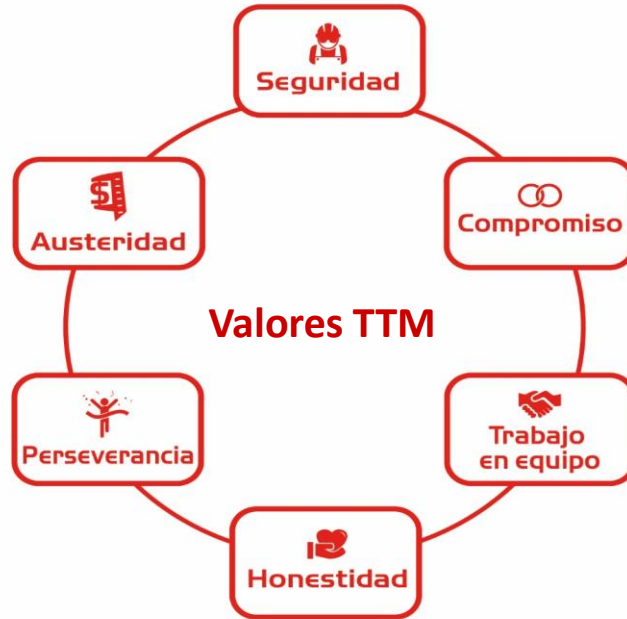 Seguridad
Compromiso
Trabajo
en equipo
Honestidad
Perseverancia
$
Austeridad
Valores TTM